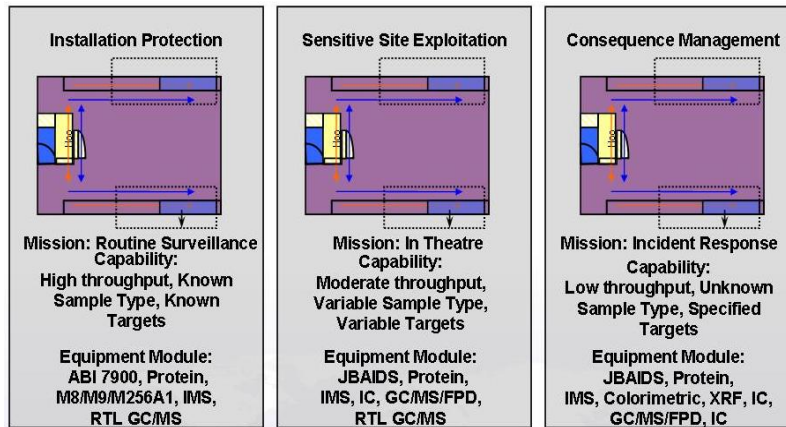 Installation Protection
Mission: Routine Surveillance
Capability:
High throughput, Known
Sample Type, Known
Targets
Equipment Module:
ABI 7900, Protein,
M8/M9/M256A1, IMS,
RTL GC/MS
Sensitive Site Exploitation
Mission: In Theatre
Capability:
Moderate throughput,
Variable Sample Type,
Variable Targets
Equipment Module:
JBAIDS, Protein,
IMS, IC, GC/MS/FPD,
RTL GC/MS
Consequence Management
Mission: Incident Response
Capability:
Low throughput, Unknown
Sample Type, Specified
Targets
Equipment Module:
JBAIDS, Protein,
IMS, Colorimetric, XRF, IC,
GC/MS/FPD, IC